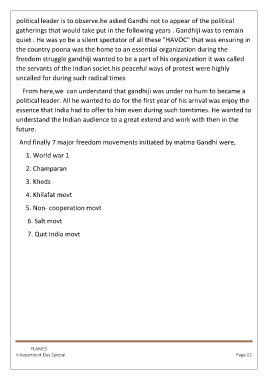 political leader is to observe.he asked Gandhi not to appear of the political
gatherings that would take put in the following years . Gandhiji was to remain
quiet . He was yo be a silent spectator of all these "HAVOC" that was ensuring in
the country.poona was the home to an essential organization during the
freedom struggle gandhiji wanted to be a part of his organization it was called
the servants of the Indian societ.his peaceful ways of protest were highly
uncalled for during such radical times
From here,we can understand that gandhiji was under no hum to became a
political leader. All he wanted to do for the first year of his arrival was enjoy the
essence that India had to offer to him even during such tomtimes. He wanted to
understand the Indian audience to a great extend and work with then in the
future.
And finally 7 major freedom movements initiated by matma Gandhi were,
1. World war 1
2. Champaran
3. Kheds
4. Khilafat movt
5. Non- cooperation movt
6. Salt movt
7. Quit India movt
FLAMES
Independent Day Special
Page 22